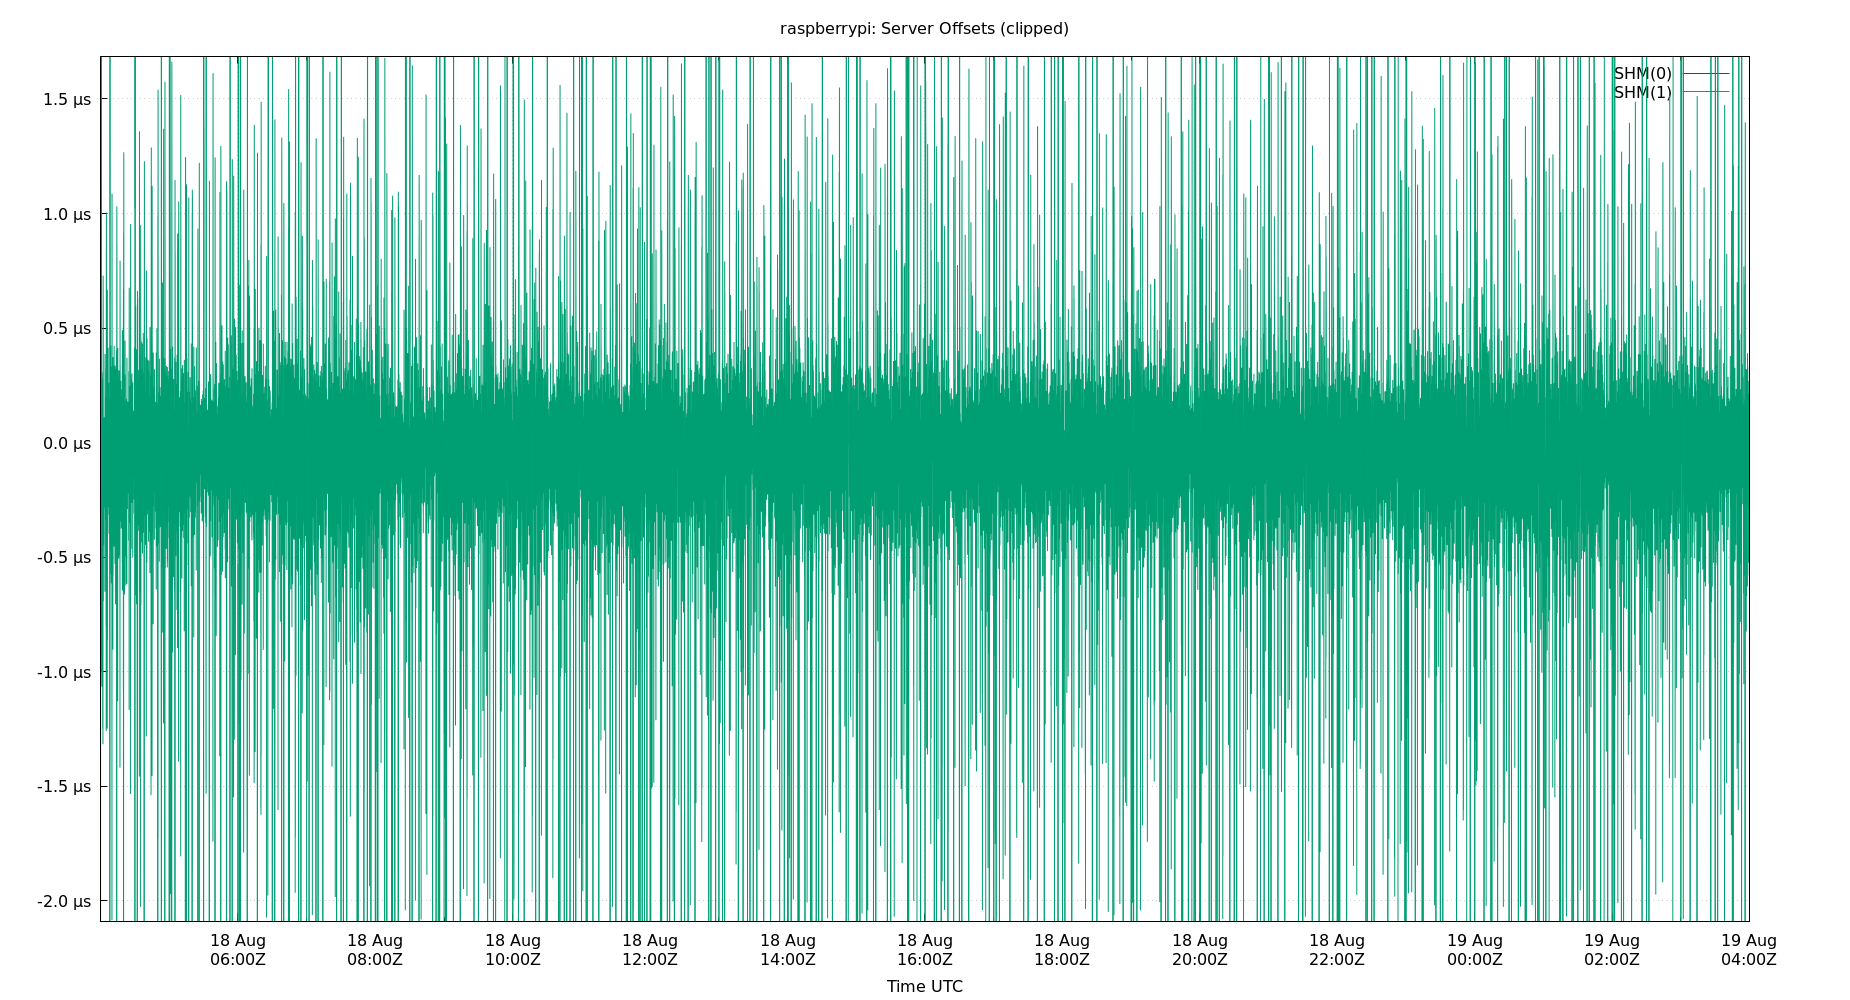 raspberrypi: Server Offsets (clipped)
SHM(0)
SHM(1)
1.5 µs
1.0 µs
0.5 µs
0.0 µs
-0.5 µs
-1.0 µs
-1.5 µs
-2.0 µs
18 Aug 18 Aug 18 Aug 18 Aug 18 Aug 18 Aug 18 Aug 18 Aug 18 Aug 19 Aug 19 Aug 19 Aug
06:00Z 08:00Z 10:00Z 12:00Z 14:00Z 16:00Z 18:00Z 20:00Z 22:00Z 00:00Z 02:00Z 04:00Z
Time UTC